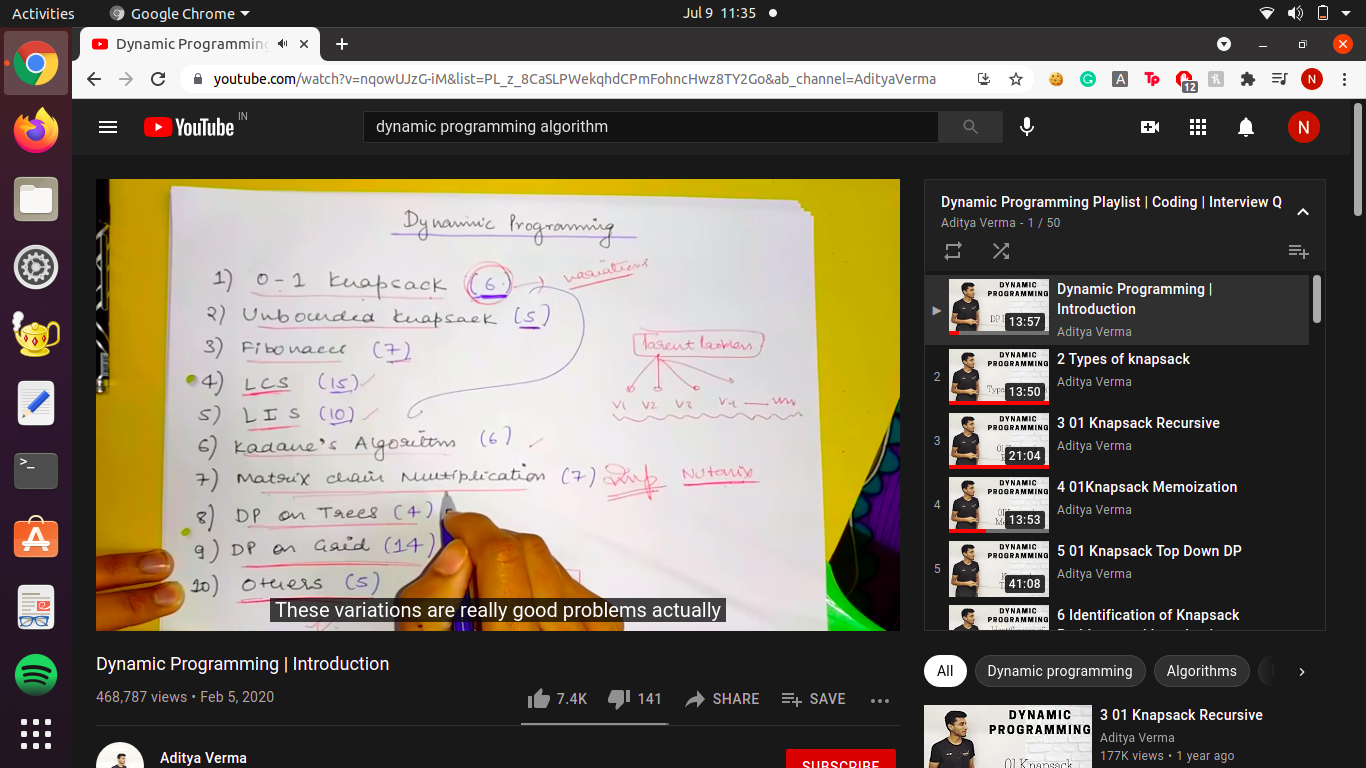 Activities
Google Chrome
Jul 9 11:35
Dynamic Programming
youtube.com/watch?v=nqowUJzG-iM&list=PL_z_8CaSLPWekqhdCPmFohncHwz8TY2Go&ab_channel=AdityaVerma
12
N
YouTube IN
dynamic programming algorithm
N
Dynamic Programming
1) 0-1 Knapsack (6) → variations
2) Unbounded Knapsack (5)
3) Fibonacci (7)
4) LCS (15)
5) LIS (10)
6) Kadane's Algorithm (6)
7) Matrix chain Multiplication (7) Imp Nutanix
8) DP on Trees (4)
9) DP on Grid (14)
10) Others (5)
Parent Problem
V1 V2 V3 V4
These variations are really good problems actually
Dynamic Programming | Introduction
468,787 views • Feb 5, 2020
7.4K
141
SHARE
SAVE
Aditya Verma
SUBSCRIBE
Dynamic Programming Playlist | Coding | Interview Q
Aditya Verma - 1 / 50
DYNAMIC
PROGRAMMING
13:57
Dynamic Programming |
Introduction
Aditya Verma
2
DYNAMIC
PROGRAMMING
13:50
2 Types of knapsack
Aditya Verma
3
DYNAMIC
PROGRAMMING
21:04
3 01 Knapsack Recursive
Aditya Verma
4
DYNAMIC
PROGRAMMING
13:53
4 01Knapsack Memoization
Aditya Verma
5
DYNAMIC
PROGRAMMING
41:08
5 01 Knapsack Top Down DP
Aditya Verma
DYNAMIC
PROGRAMMING
6 Identification of Knapsack
All
Dynamic programming
Algorithms
DYNAMIC
PROGRAMMING
01 Knapsack
3 01 Knapsack Recursive
Aditya Verma
177K views • 1 year ago